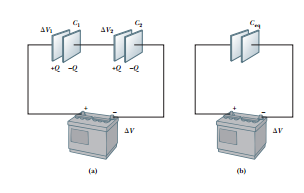 C₁ C₂ C_eq
ΔV₁ ΔV₂
+Q −Q +Q −Q
+ − + −
ΔV ΔV
(a) (b)